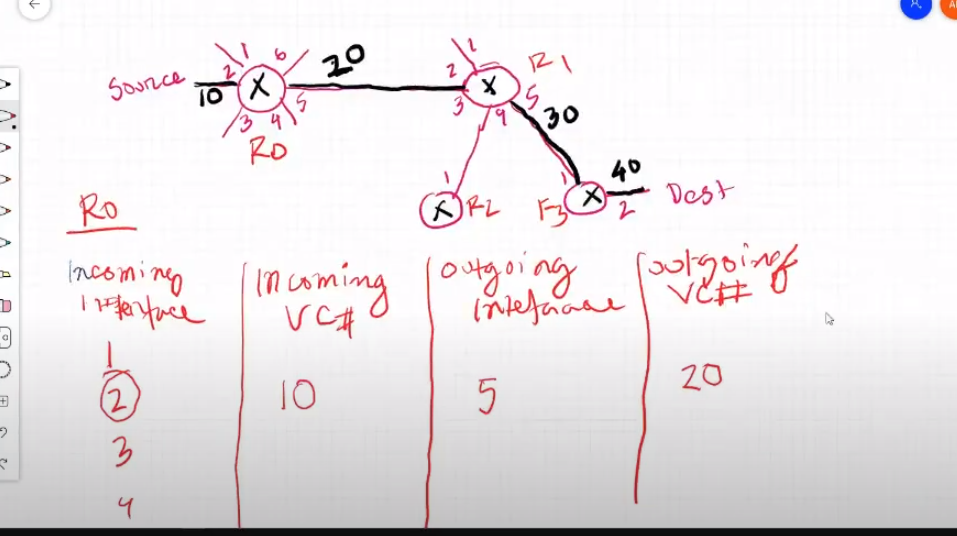 1
6
20
1
R1
Source
2
X
2
X
10
5
3
5
3
4
4
30
R0
1
1
40
X
R2
F3
X
2
Dest
R0
Incoming Interface
Incoming VC#
Outgoing Interface
Outgoing VC#
1
2
10
5
20
3
4